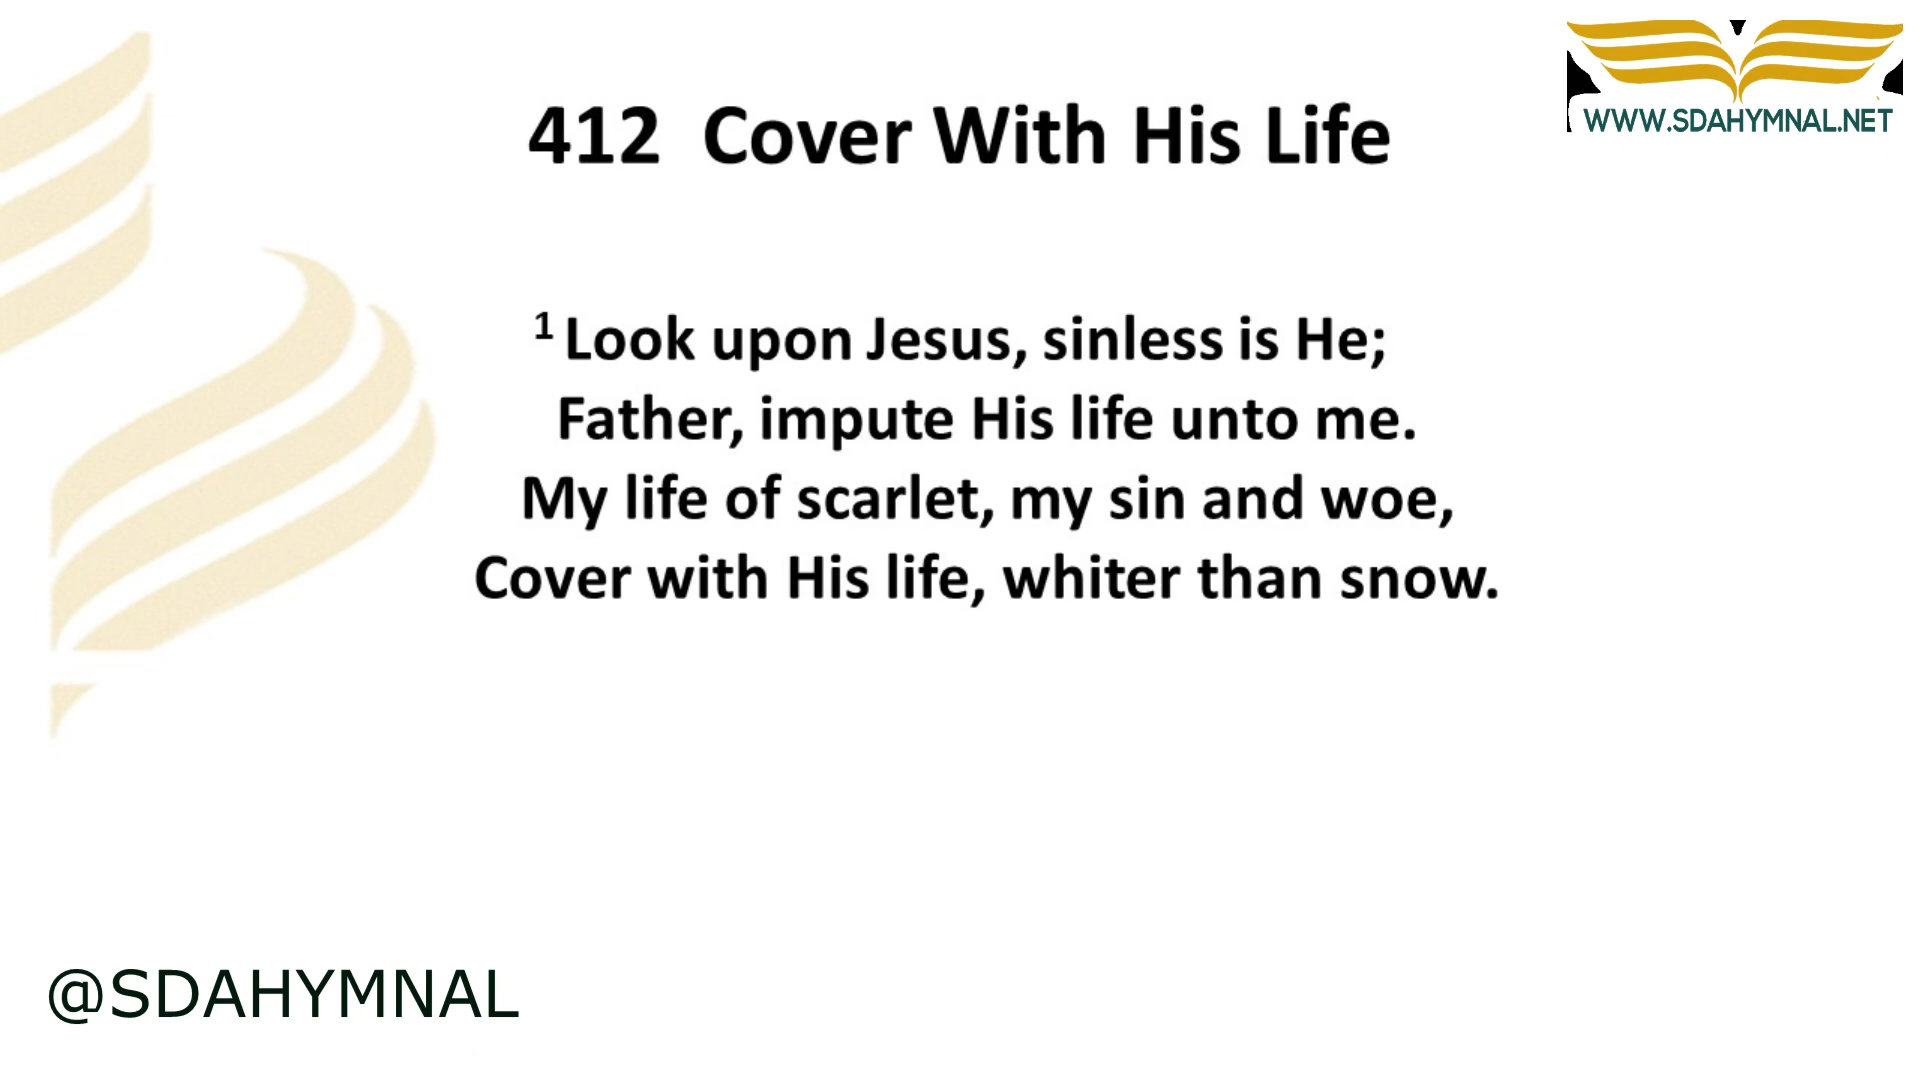 WWW.SDAHYMNAL.NET
412 Cover With His Life
1 Look upon Jesus, sinless is He;
Father, impute His life unto me.
My life of scarlet, my sin and woe,
Cover with His life, whiter than snow.
@SDAHYMNAL